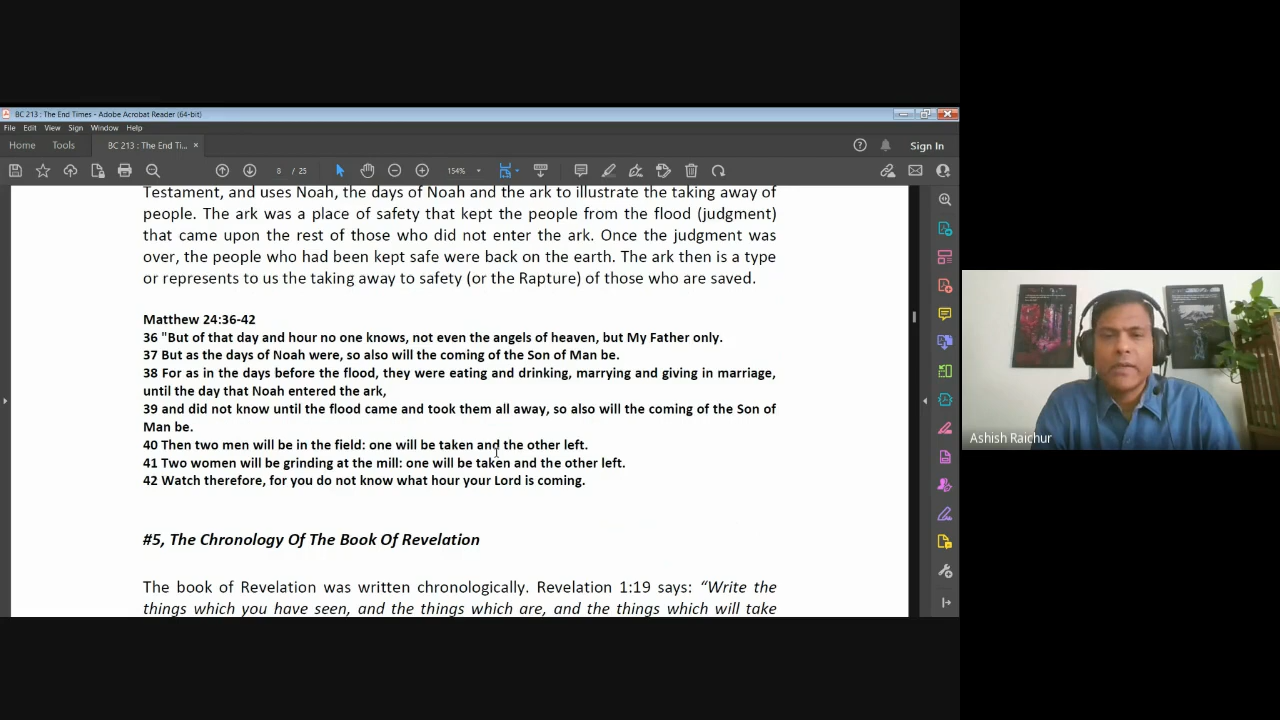 BC 213 : The End Times - Adobe Acrobat Reader (64-bit)
File Edit View Sign Window Help
Home Tools BC 213 : The End Ti... × Sign In
8 / 25 154%
Testament, and uses Noah, the days of Noah and the ark to illustrate the taking away of
people. The ark was a place of safety that kept the people from the flood (judgment)
that came upon the rest of those who did not enter the ark. Once the judgment was
over, the people who had been kept safe were back on the earth. The ark then is a type
or represents to us the taking away to safety (or the Rapture) of those who are saved.
Matthew 24:36-42
36 "But of that day and hour no one knows, not even the angels of heaven, but My Father only.
37 But as the days of Noah were, so also will the coming of the Son of Man be.
38 For as in the days before the flood, they were eating and drinking, marrying and giving in marriage,
until the day that Noah entered the ark,
39 and did not know until the flood came and took them all away, so also will the coming of the Son of
Man be.
40 Then two men will be in the field: one will be taken and the other left.
41 Two women will be grinding at the mill: one will be taken and the other left.
42 Watch therefore, for you do not know what hour your Lord is coming.
#5, The Chronology Of The Book Of Revelation
The book of Revelation was written chronologically. Revelation 1:19 says: “Write the
things which you have seen, and the things which are, and the things which will take
Ashish Raichur